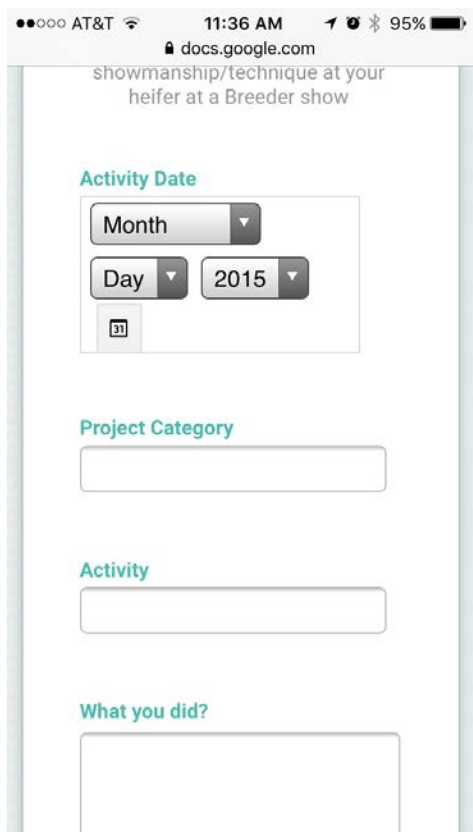 AT&T 11:36 AM 95%
docs.google.com
showmanship/technique at your
heifer at a Breeder show
Activity Date
Month
Day 2015
31
Project Category
Activity
What you did?